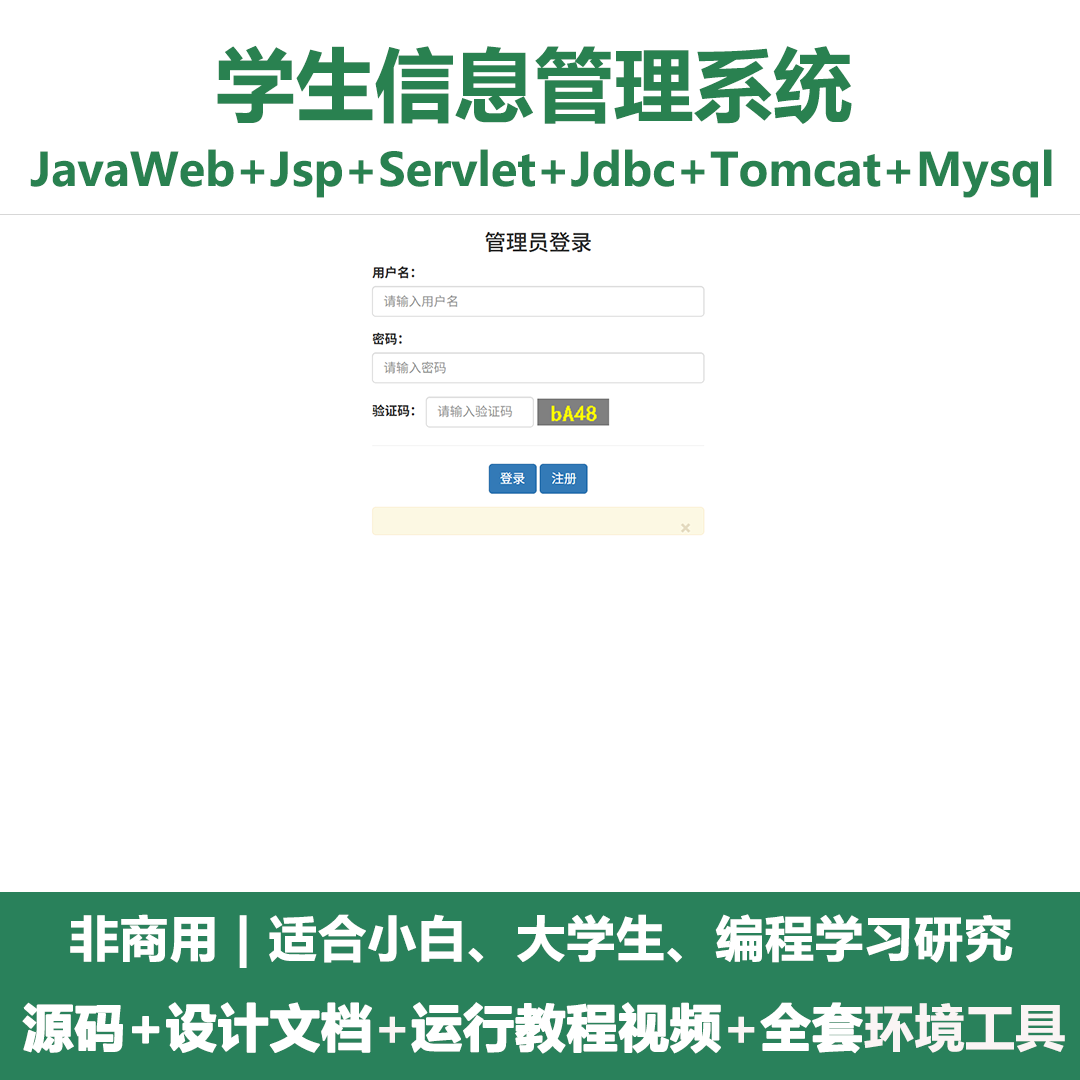 学生信息管理系统
JavaWeb+Jsp+Servlet+Jdbc+Tomcat+Mysql
管理员登录
用户名：
请输入用户名
密码：
请输入密码
验证码： 请输入验证码 bA48
登录 注册
×
非商用｜适合小白、大学生、编程学习研究
源码+设计文档+运行教程视频+全套环境工具